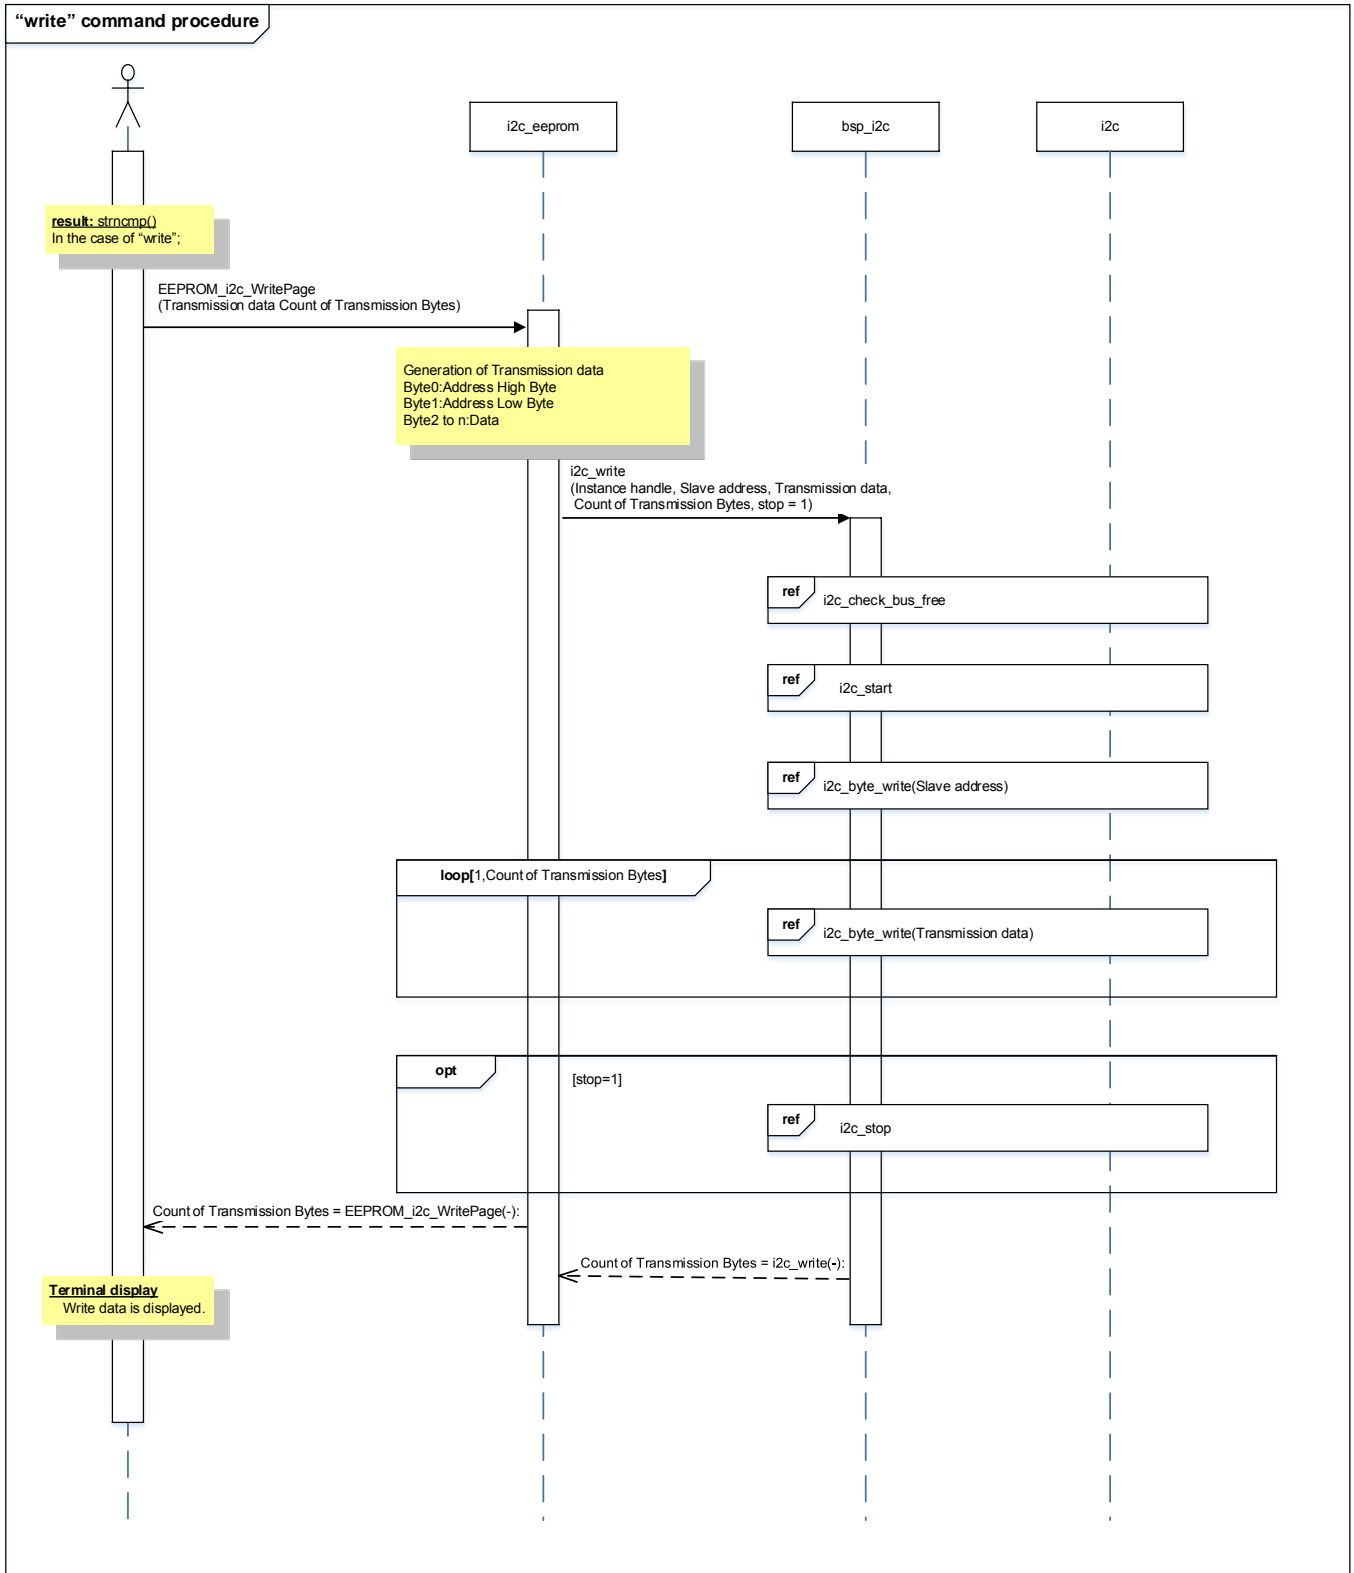 “write” command procedure
i2c_eeprom
bsp_i2c
i2c
result: strncmp()
In the case of “write”;
EEPROM_i2c_WritePage
(Transmission data Count of Transmission Bytes)
Generation of Transmission data
Byte0:Address High Byte
Byte1:Address Low Byte
Byte2 to n:Data
i2c_write
(Instance handle, Slave address, Transmission data,
Count of Transmission Bytes, stop = 1)
ref
i2c_check_bus_free
ref
i2c_start
ref
i2c_byte_write(Slave address)
loop[1,Count of Transmission Bytes]
ref
i2c_byte_write(Transmission data)
opt
[stop=1]
ref
i2c_stop
Count of Transmission Bytes = EEPROM_i2c_WritePage(-):
Count of Transmission Bytes = i2c_write(-):
Terminal display
Write data is displayed.